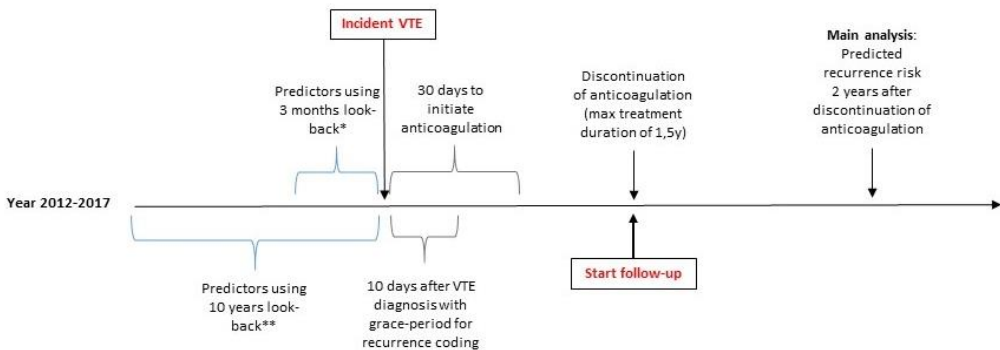 Incident VTE
Main analysis:
Predicted
recurrence risk
2 years after
discontinuation of
anticoagulation
Predictors using
3 months look-
back*
30 days to
initiate
anticoagulation
Discontinuation
of anticoagulation
(max treatment
duration of 1,5y)
Year 2012-2017
Predictors using
10 years look-
back**
10 days after VTE
diagnosis with
grace-period for
recurrence coding
Start follow-up